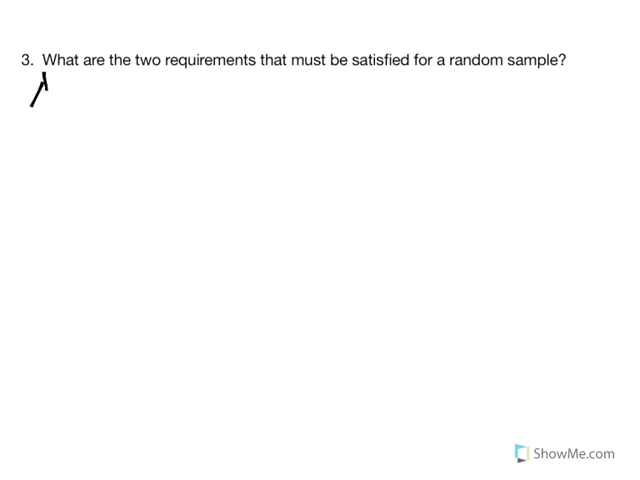 3. What are the two requirements that must be satisfied for a random sample?
ShowMe.com